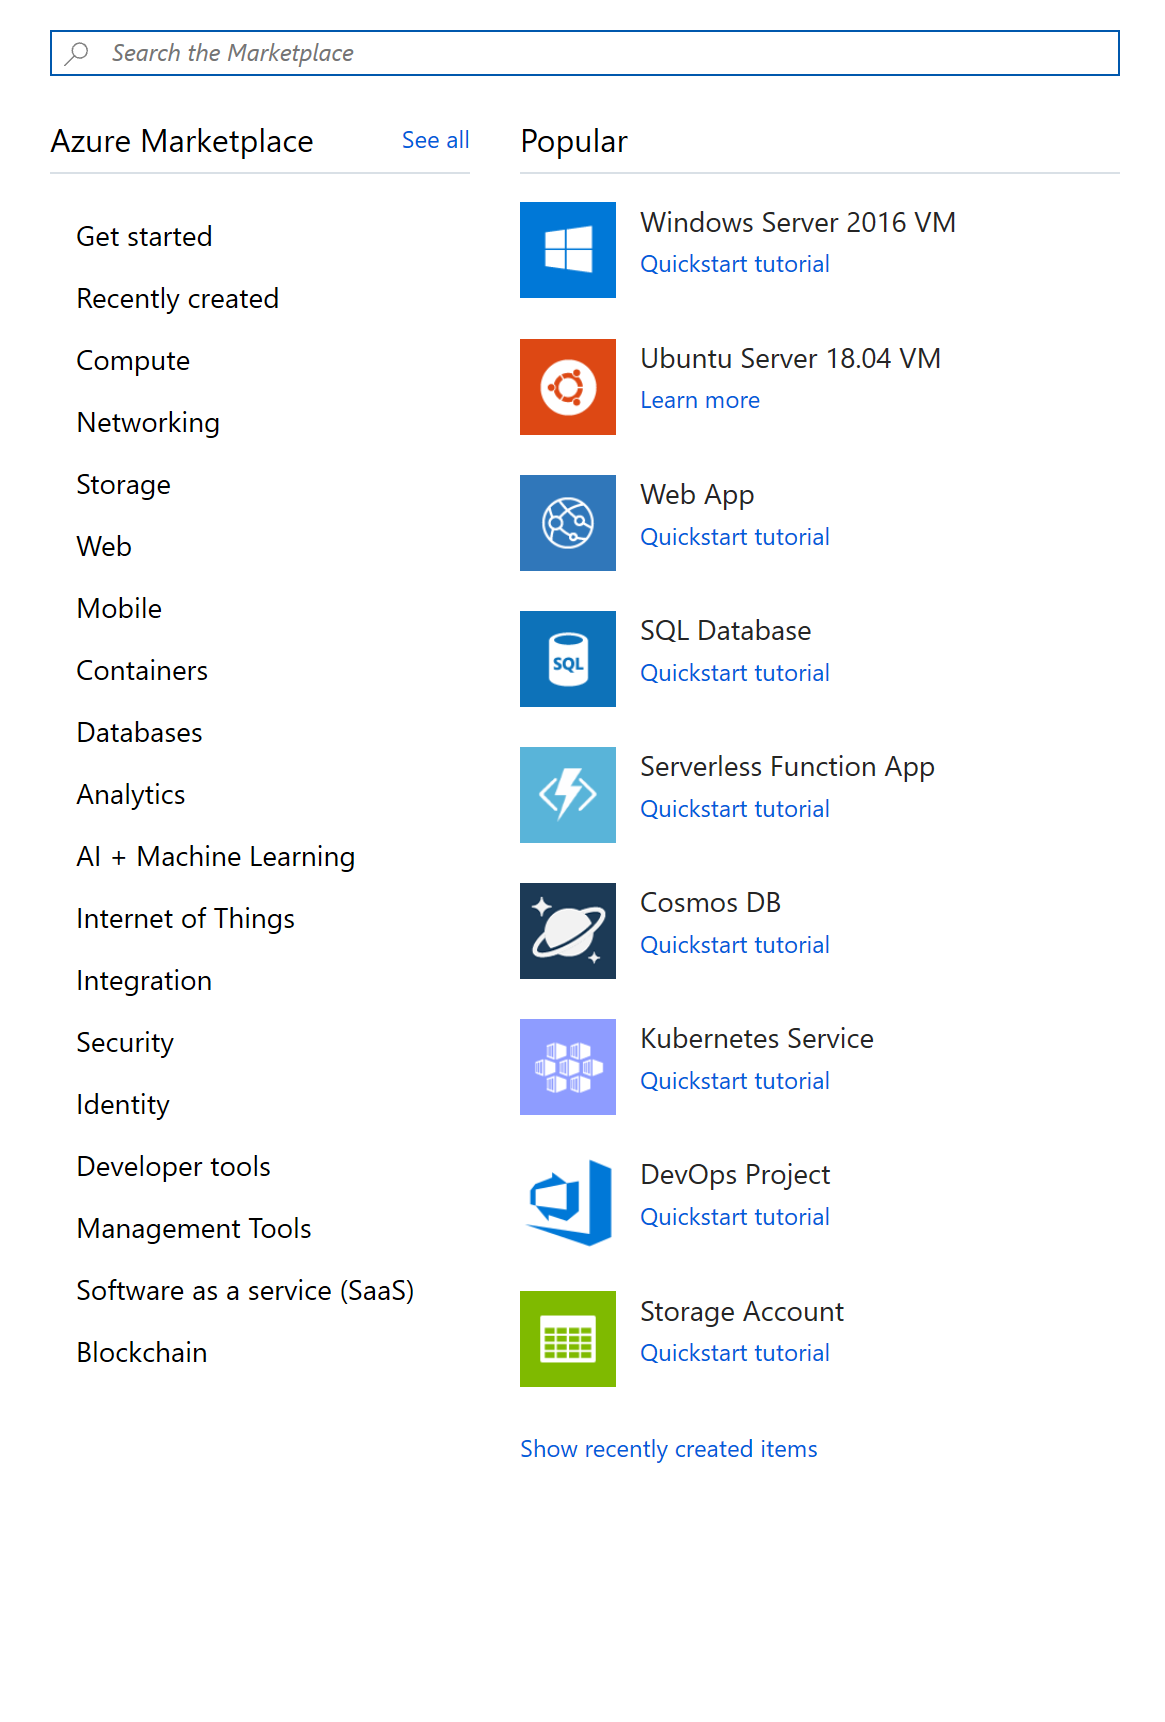 Search the Marketplace
Azure Marketplace
See all
Get started
Recently created
Compute
Networking
Storage
Web
Mobile
Containers
Databases
Analytics
AI + Machine Learning
Internet of Things
Integration
Security
Identity
Developer tools
Management Tools
Software as a service (SaaS)
Blockchain
Popular
Windows Server 2016 VM
Quickstart tutorial
Ubuntu Server 18.04 VM
Learn more
Web App
Quickstart tutorial
SQL
SQL Database
Quickstart tutorial
Serverless Function App
Quickstart tutorial
Cosmos DB
Quickstart tutorial
Kubernetes Service
Quickstart tutorial
DevOps Project
Quickstart tutorial
Storage Account
Quickstart tutorial
Show recently created items